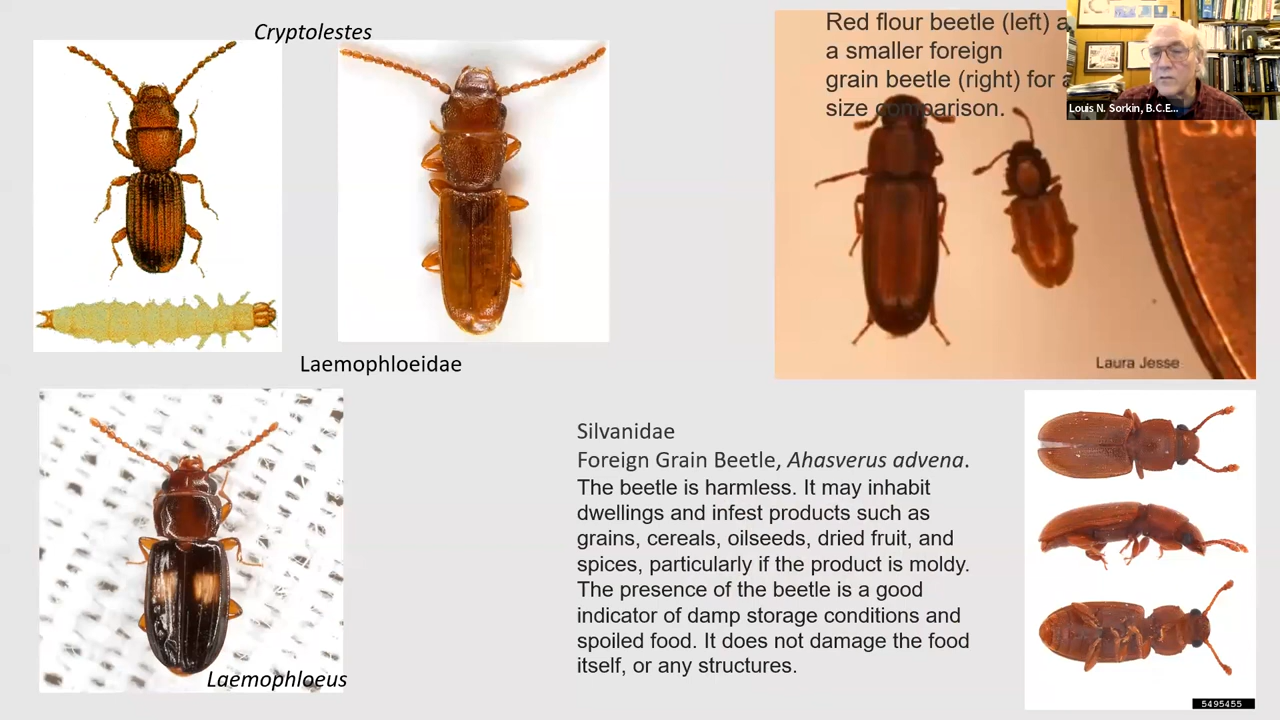 Cryptolestes
Red flour beetle (left) a
a smaller foreign
grain beetle (right) for a
size comparison.
Louis N. Sorkin, B.C.E...
Laura Jesse
Laemophloeidae
Silvanidae
Foreign Grain Beetle, Ahasverus advena.
The beetle is harmless. It may inhabit
dwellings and infest products such as
grains, cereals, oilseeds, dried fruit, and
spices, particularly if the product is moldy.
The presence of the beetle is a good
indicator of damp storage conditions and
spoiled food. It does not damage the food
itself, or any structures.
Laemophloeus
5495455